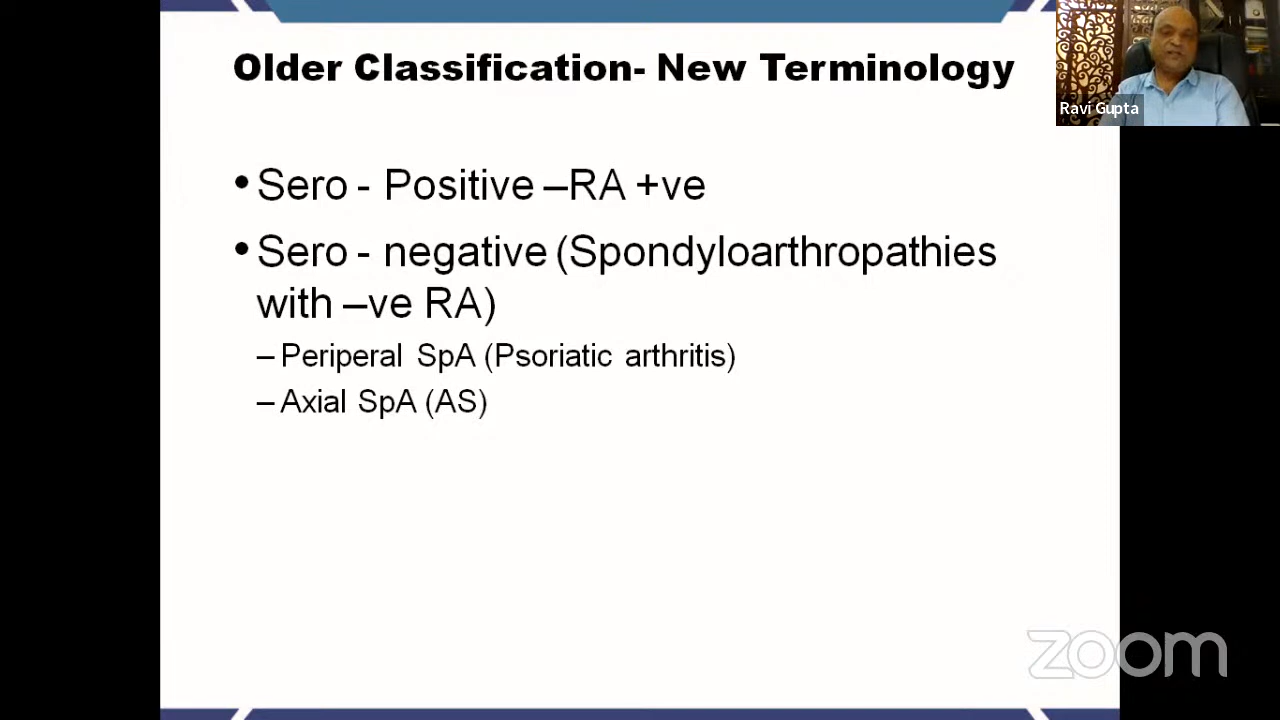 Older Classification- New Terminology
Ravi Gupta
• Sero - Positive –RA +ve
• Sero - negative (Spondyloarthropathies
with –ve RA)
– Periperal SpA (Psoriatic arthritis)
– Axial SpA (AS)
zoom